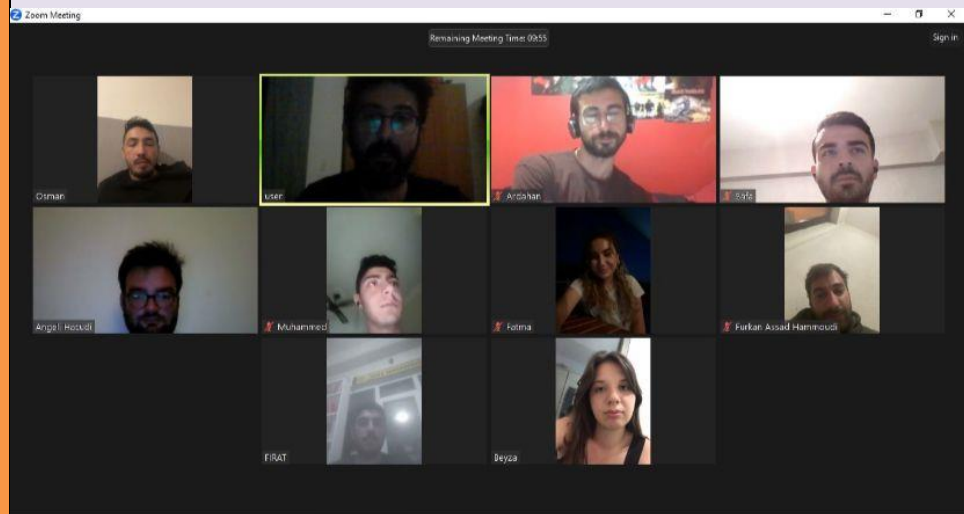 Zoom Meeting
Remaining Meeting Time: 09:55
Sign in
Osman
user
Ardahan
Safa
Angeli Hacudi
Muhammed
Fatma
Furkan Assad Hammoudi
FIRAT
Beyza